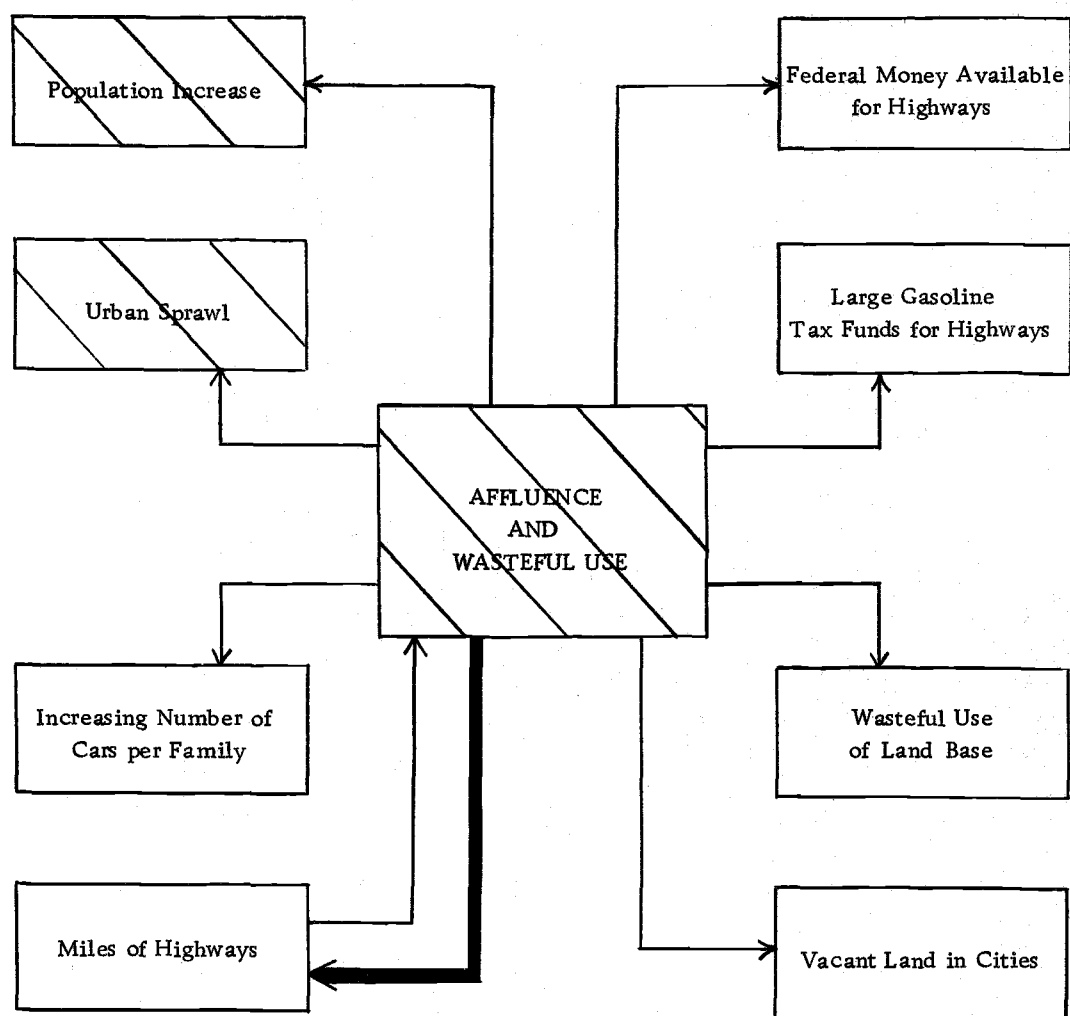 Population Increase
Federal Money Available
for Highways
Urban Sprawl
Large Gasoline
Tax Funds for Highways
AFFLUENCE
AND
WASTEFUL USE
Increasing Number of
Cars per Family
Wasteful Use
of Land Base
Miles of Highways
Vacant Land in Cities